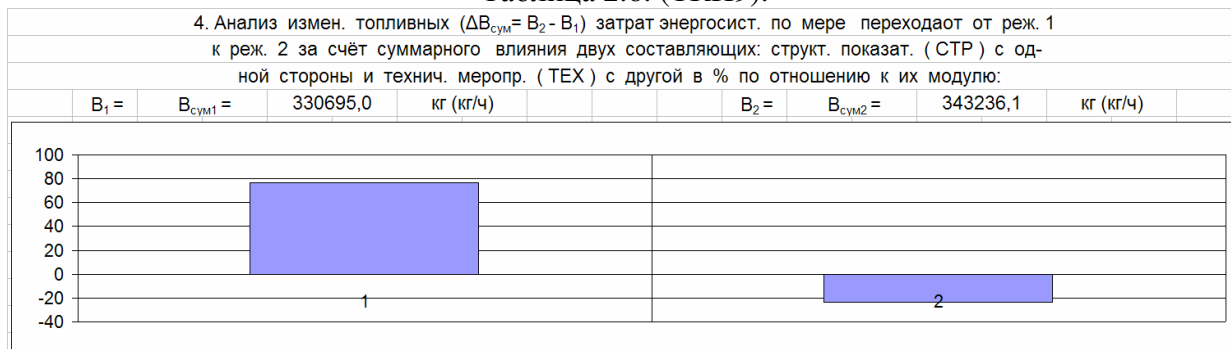 4. Анализ измен. топливных (ΔBсум= B2 - B1) затрат энергосист. по мере переходаот от реж. 1
к реж. 2 за счёт суммарного влияния двух составляющих: структ. показат. ( СТР ) с од-
ной стороны и технич. меропр. ( ТЕХ ) с другой в % по отношению к их модулю:
B1 = Bсум1 = 330695,0 кг (кг/ч) B2 = Bсум2 = 343236,1 кг (кг/ч)
100
80
60
40
20
0
-20
-40
1
2